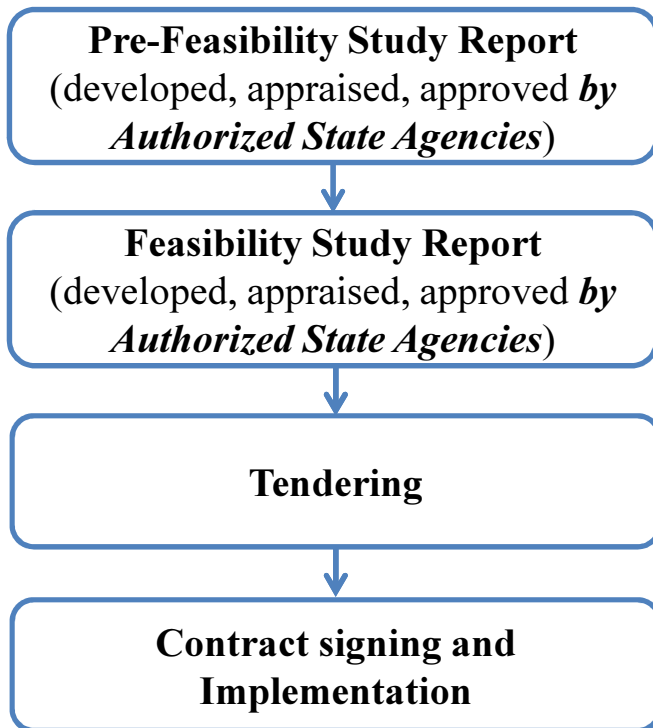 Pre-Feasibility Study Report
(developed, appraised, approved by
Authorized State Agencies)
Feasibility Study Report
(developed, appraised, approved by
Authorized State Agencies)
Tendering
Contract signing and
Implementation